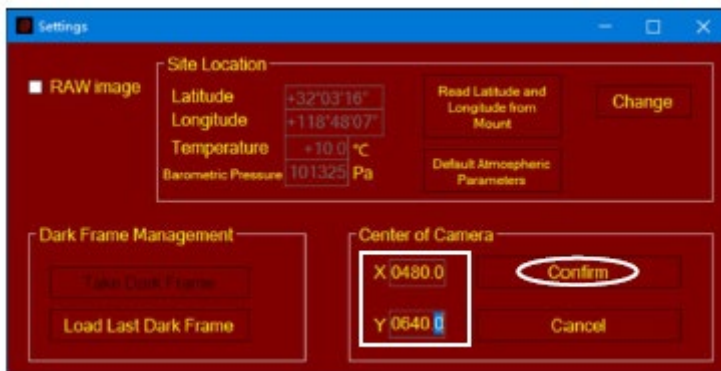 Settings
RAW image
Site Location
Latitude +32°03'16"
Longitude +118°48'07"
Temperature +10.0 °C
Barometric Pressure 101325 Pa
Read Latitude and
Longitude from
Mount
Default Atmospheric
Parameters
Change
Dark Frame Management
Take Dark Frame
Load Last Dark Frame
Center of Camera
X 0480.0
Y 0640.0
Confirm
Cancel